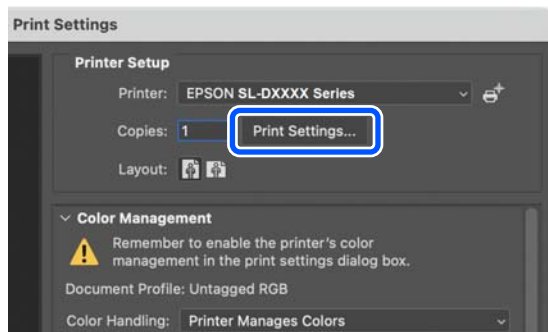 Print Settings
Printer Setup
Printer: EPSON SL-DXXXX Series
Copies: 1 Print Settings...
Layout:
Color Management
Remember to enable the printer's color
management in the print settings dialog box.
Document Profile: Untagged RGB
Color Handling: Printer Manages Colors